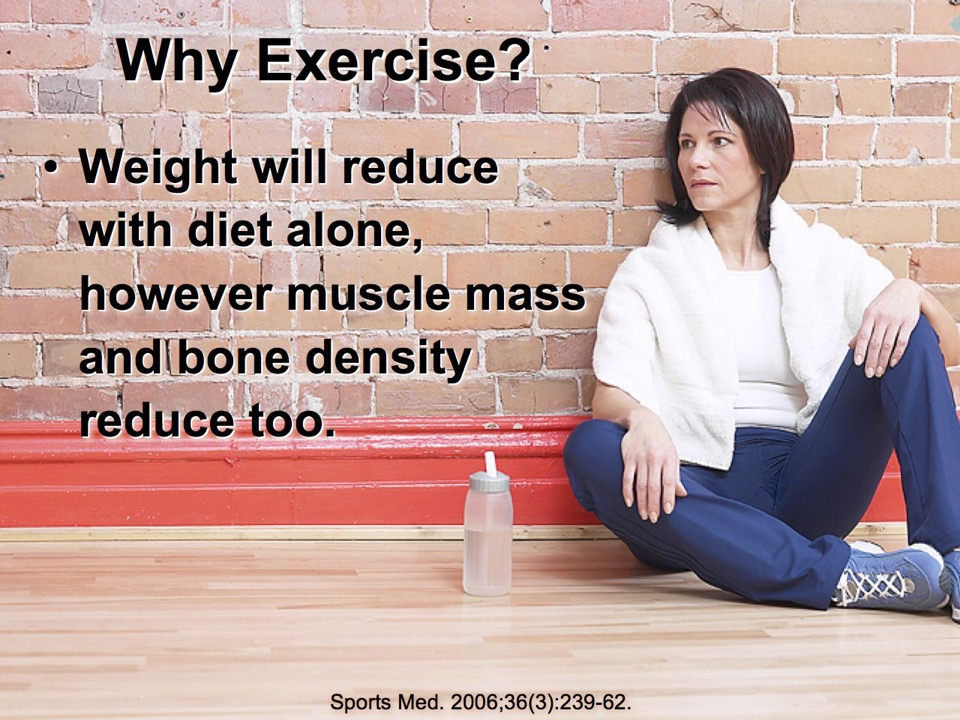 Why Exercise?
• Weight will reduce
with diet alone,
however muscle mass
and bone density
reduce too.
Sports Med. 2006;36(3):239-62.